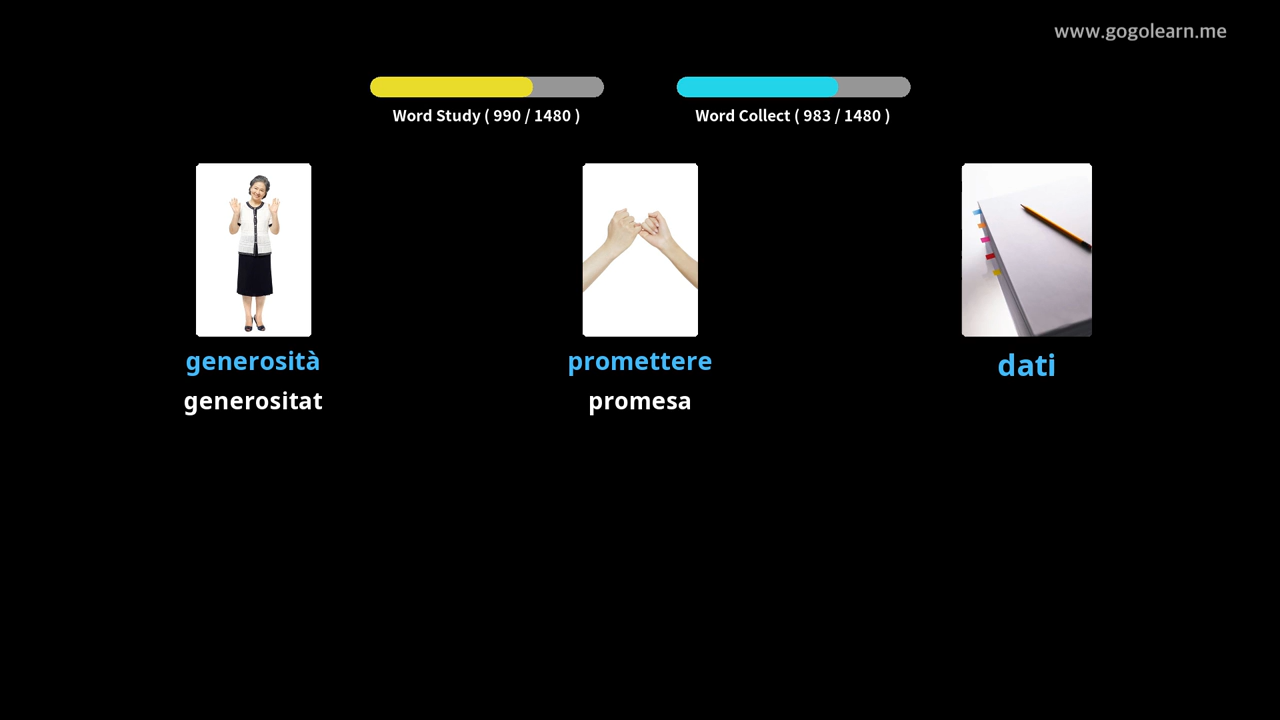 www.gogolearn.me
Word Study ( 990 / 1480 )
Word Collect ( 983 / 1480 )
generosità
generositat
promettere
promesa
dati